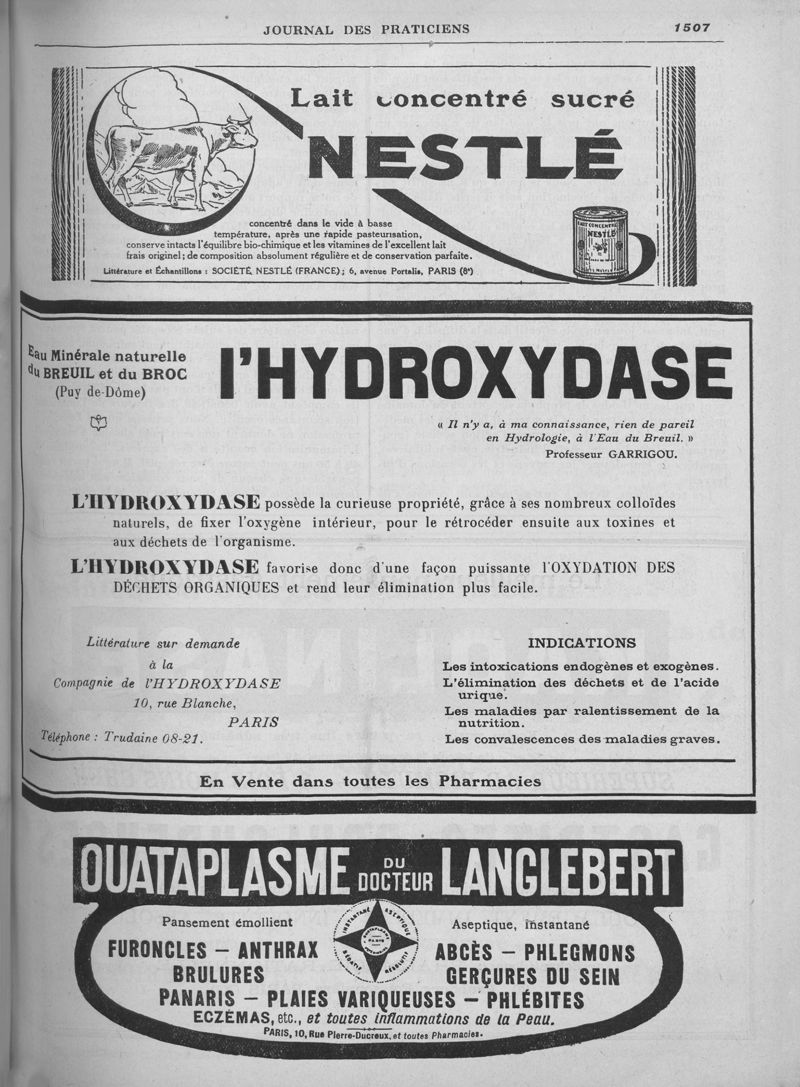 JOURNAL DES PRATICIENS
1507
Lait concentré sucré
NESTLÉ
concentré dans le vide à basse
température, après une rapide pasteurisation,
conserve intacts l'équilibre bio-chimique et les vitamines de l'excellent lait
frais originel; de composition absolument régulière et de conservation parfaite.
Littérature et Échantillons : SOCIÉTÉ NESTLÉ (FRANCE); 6, avenue Portalis, PARIS (8e)
LAIT CONCENTRÉ
NESTLÉ
Eau Minérale naturelle
du BREUIL et du BROC
(Puy de-Dôme)
l'HYDROXYDASE
« Il n'y a, à ma connaissance, rien de pareil
en Hydrologie, à l'Eau du Breuil. »
Professeur GARRIGOU.
L'HYDROXYDASE possède la curieuse propriété, grâce à ses nombreux colloïdes
naturels, de fixer l'oxygène intérieur, pour le rétrocéder ensuite aux toxines et
aux déchets de l'organisme.
L'HYDROXYDASE favorise donc d'une façon puissante l'OXYDATION DES
DÉCHETS ORGANIQUES et rend leur élimination plus facile.
Littérature sur demande
à la
Compagnie de l'HYDROXYDASE
10, rue Blanche,
PARIS
Téléphone : Trudaine 08-21.
INDICATIONS
Les intoxications endogènes et exogènes.
L'élimination des déchets et de l'acide
urique.
Les maladies par ralentissement de la
nutrition.
Les convalescences des maladies graves.
En Vente dans toutes les Pharmacies
OUATAPLASME DU DOCTEUR LANGLEBERT
Pansement émollient
Aseptique, instantané
INSTANTANÉ ASEPTIQUE
FURONCLES — ANTHRAX
ABCÈS — PHLEGMONS
BRULURES
GERÇURES DU SEIN
PANARIS — PLAIES VARIQUEUSES — PHLÉBITES
ECZÉMAS, etc., et toutes inflammations de la Peau.
PARIS, 10, Rue Pierre-Ducreux, et toutes Pharmacies.